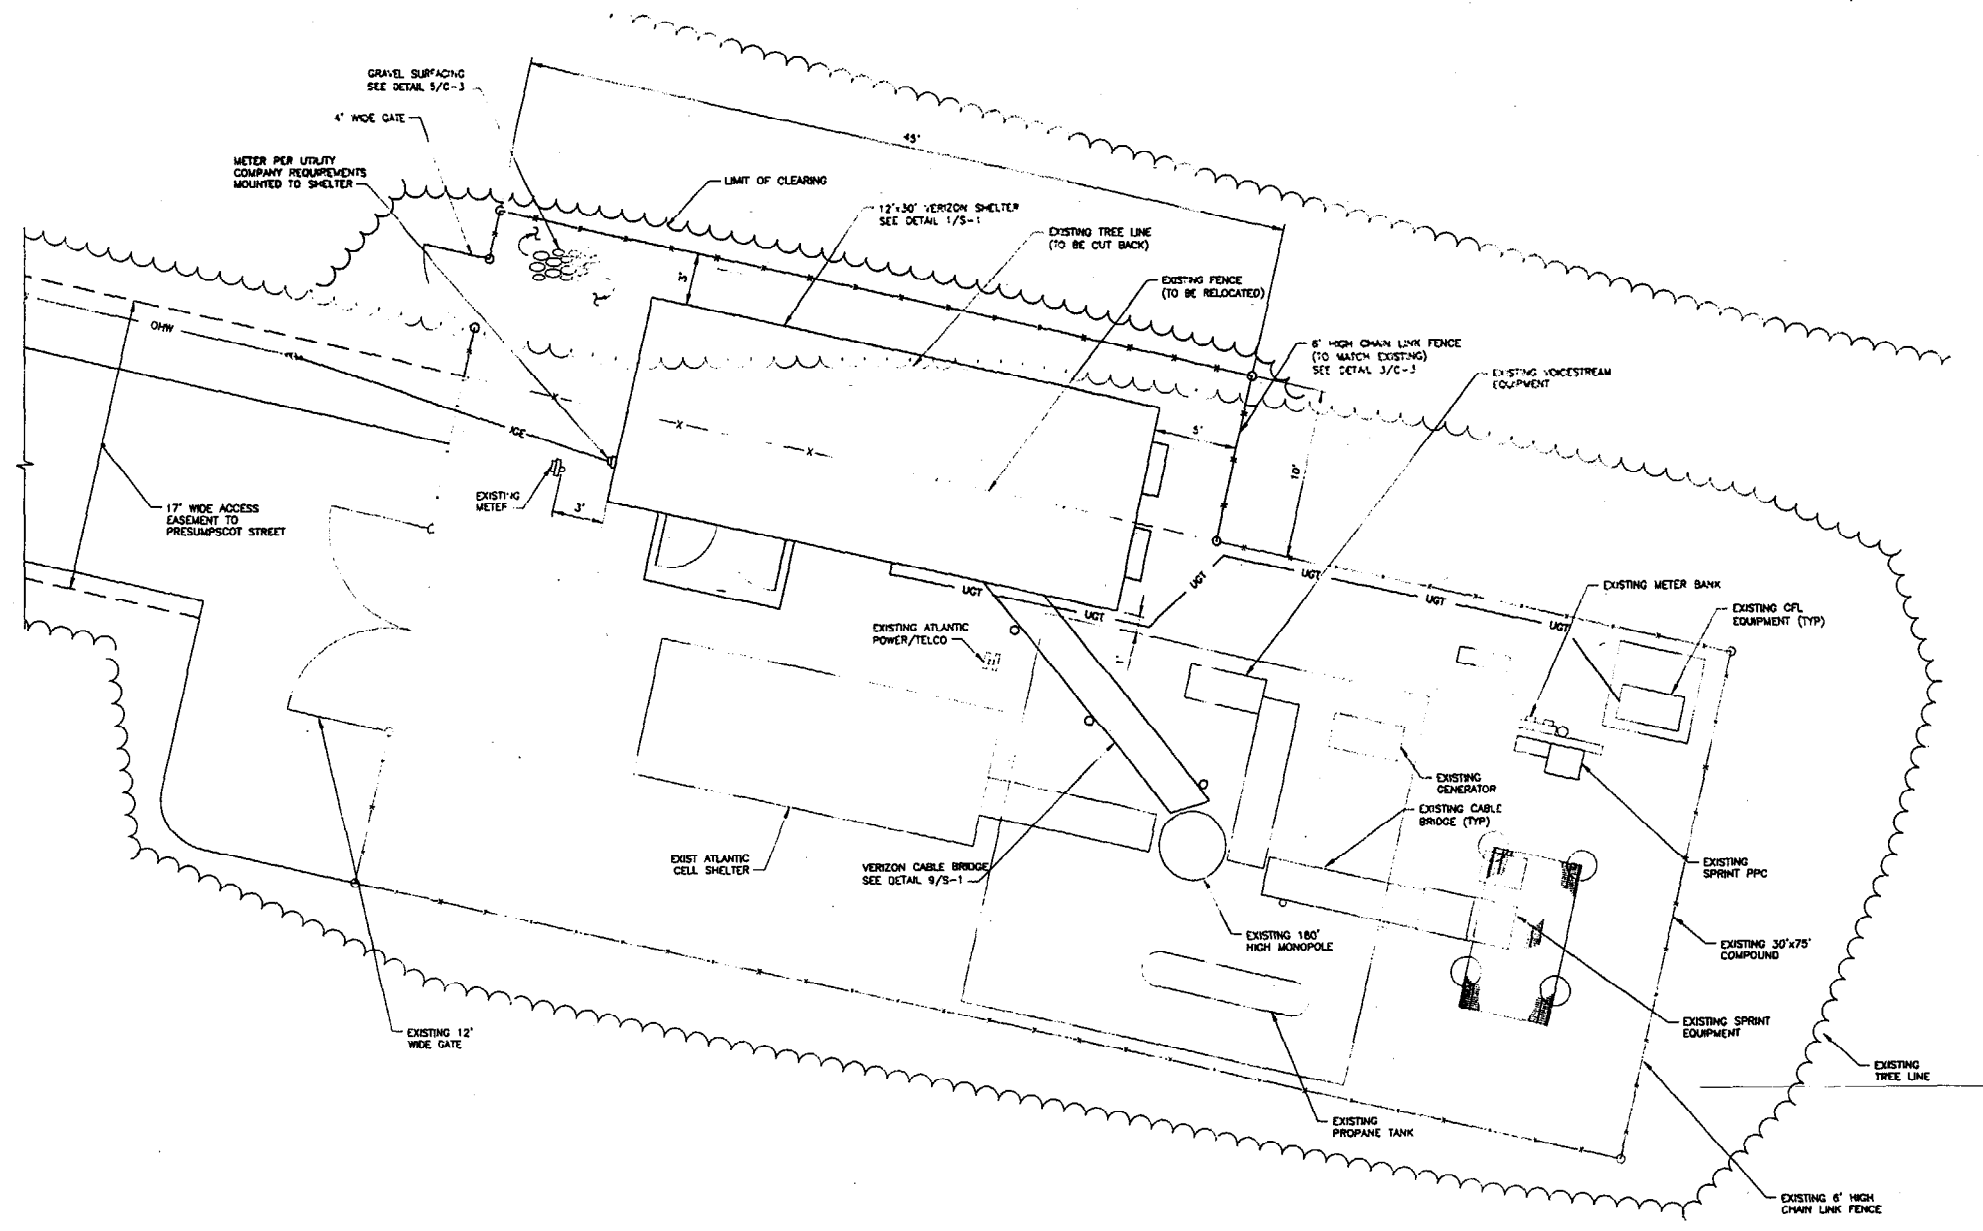 GRAVEL SURFACING
SEE DETAIL 5/C-3
4' WIDE GATE
METER PER UTILITY
COMPANY REQUIREMENTS
MOUNTED TO SHELTER
45'
LIMIT OF CLEARING
12'x30' VERIZON SHELTER
SEE DETAIL 1/S-1
EXISTING TREE LINE
(TO BE CUT BACK)
EXISTING FENCE
(TO BE RELOCATED)
3'
OHW
6' HIGH CHAIN LINK FENCE
(TO MATCH EXISTING)
SEE DETAIL 3/C-3
EXISTING VOICESTREAM
EQUIPMENT
5'
10'
X
X
EXISTING
METER
3'
17' WIDE ACCESS
EASEMENT TO
PRESUMPSCOT STREET
UGT
UGT
UGT
UGT
UGT
UGT
EXISTING METER BANK
EXISTING CFL
EQUIPMENT (TYP)
EXISTING ATLANTIC
POWER/TELCO
1'
EXISTING
GENERATOR
EXISTING CABLE
BRIDGE (TYP)
EXIST ATLANTIC
CELL SHELTER
VERIZON CABLE BRIDGE
SEE DETAIL 9/S-1
EXISTING
SPRINT PPC
EXISTING 180'
HIGH MONOPOLE
EXISTING 30'x75'
COMPOUND
EXISTING 12'
WIDE GATE
EXISTING SPRINT
EQUIPMENT
EXISTING
TREE LINE
EXISTING
PROPANE TANK
EXISTING 6' HIGH
CHAIN LINK FENCE